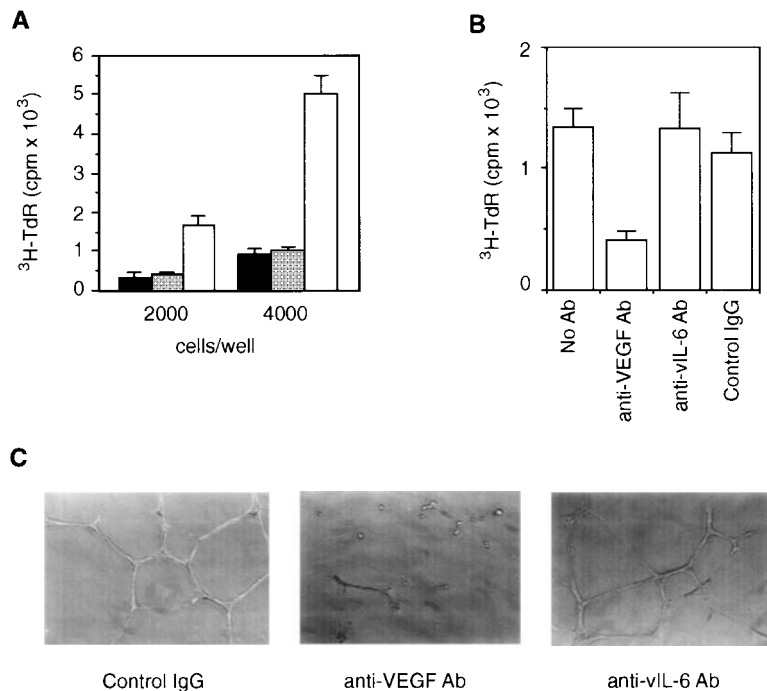 A
6
5
4
3
2
1
0
³H-TdR (cpm x 10³)
2000 4000
cells/well
B
2
1
0
³H-TdR (cpm x 10³)
No Ab
anti-VEGF Ab
anti-vIL-6 Ab
Control IgG
C
Control IgG anti-VEGF Ab anti-vIL-6 Ab